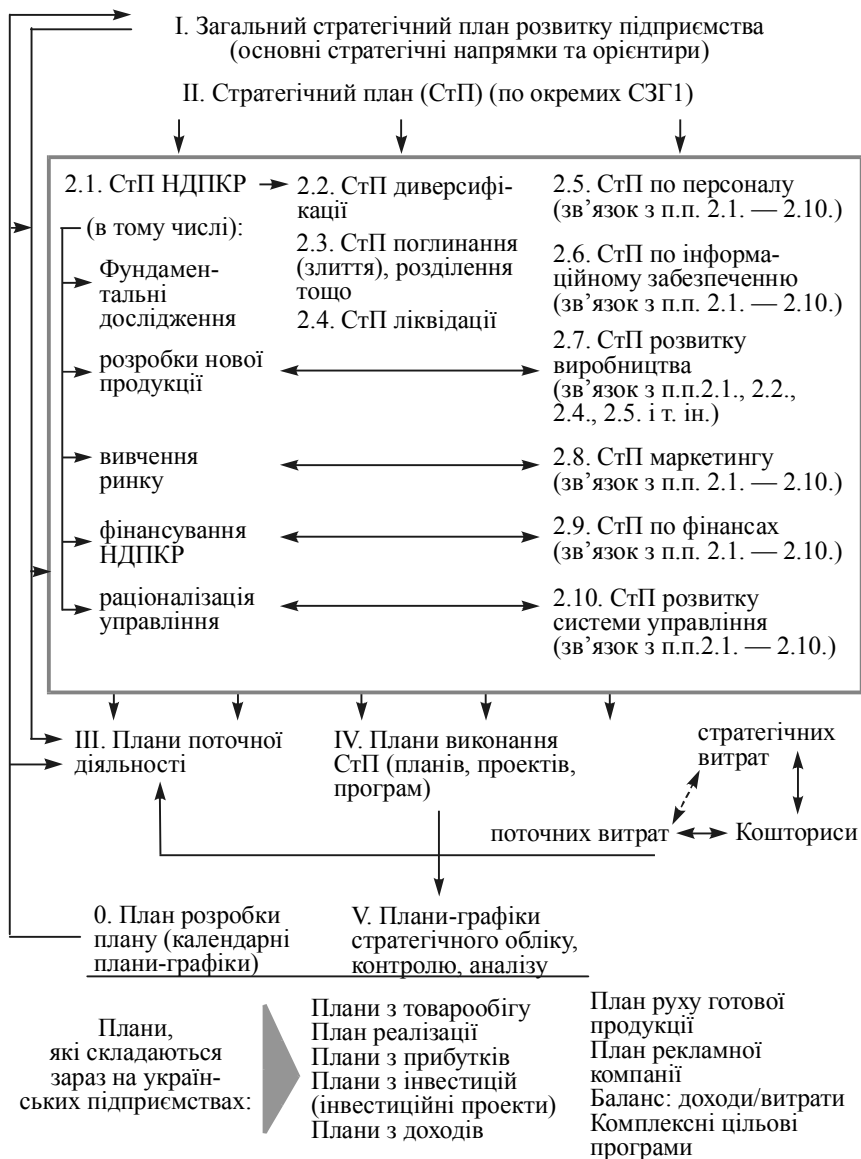 І. Загальний стратегічний план розвитку підприємства
(основні стратегічні напрямки та орієнтири)
ІІ. Стратегічний план (СтП) (по окремих СЗГ1)
2.1. СтП НДПКР
(в тому числі):
Фундамен-
тальні
дослідження
розробки нової
продукції
вивчення
ринку
фінансування
НДПКР
раціоналізація
управління
2.2. СтП диверсифі-
кації
2.3. СтП поглинання
(злиття), розділення
тощо
2.4. СтП ліквідації
2.5. СтП по персоналу
(зв’язок з п.п. 2.1. — 2.10.)
2.6. СтП по інформа-
ційному забезпеченню
(зв’язок з п.п. 2.1. — 2.10.)
2.7. СтП розвитку
виробництва
(зв’язок з п.п.2.1., 2.2.,
2.4., 2.5. і т. ін.)
2.8. СтП маркетингу
(зв’язок з п.п. 2.1. — 2.10.)
2.9. СтП по фінансах
(зв’язок з п.п. 2.1. — 2.10.)
2.10. СтП розвитку
системи управління
(зв’язок з п.п.2.1. — 2.10.)
ІІІ. Плани поточної
діяльності
IV. Плани виконання
СтП (планів, проектів,
програм)
стратегічних
витрат
поточних витрат
Кошториси
0. План розробки
плану (календарні
плани-графіки)
V. Плани-графіки
стратегічного обліку,
контролю, аналізу
Плани,
які складаються
зараз на україн-
ських підприємствах:
Плани з товарообігу
План реалізації
Плани з прибутків
Плани з інвестицій
(інвестиційні проекти)
Плани з доходів
План руху готової
продукції
План рекламної
компанії
Баланс: доходи/витрати
Комплексні цільові
програми